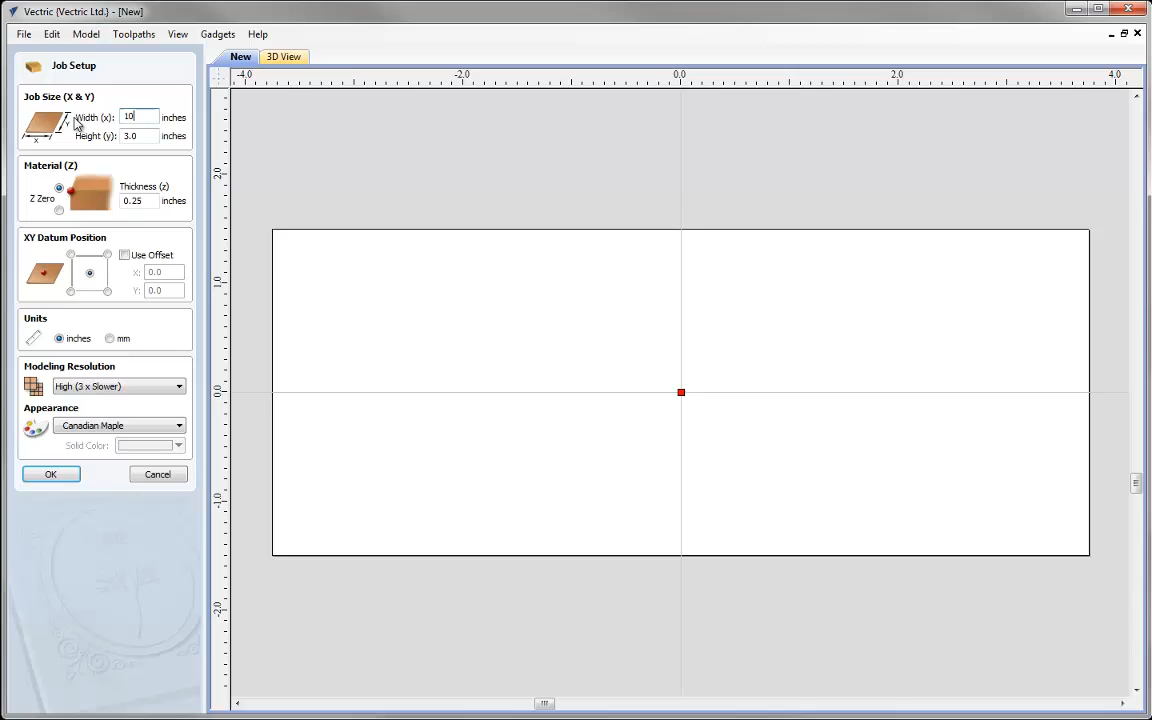 Vectric {Vectric Ltd.} - [New]
File Edit Model Toolpaths View Gadgets Help
Job Setup
Job Size (X & Y)
Width (x): 10 inches
Height (y): 3.0 inches
X
Y
Material (Z)
Z Zero
Thickness (z)
0.25 inches
XY Datum Position
Use Offset
X: 0.0
Y: 0.0
Units
inches mm
Modeling Resolution
High (3 x Slower)
Appearance
Canadian Maple
Solid Color:
OK Cancel
New 3D View
-4.0 -2.0 0.0 2.0 4.0
2.0
1.0
0.0
-1.0
-2.0